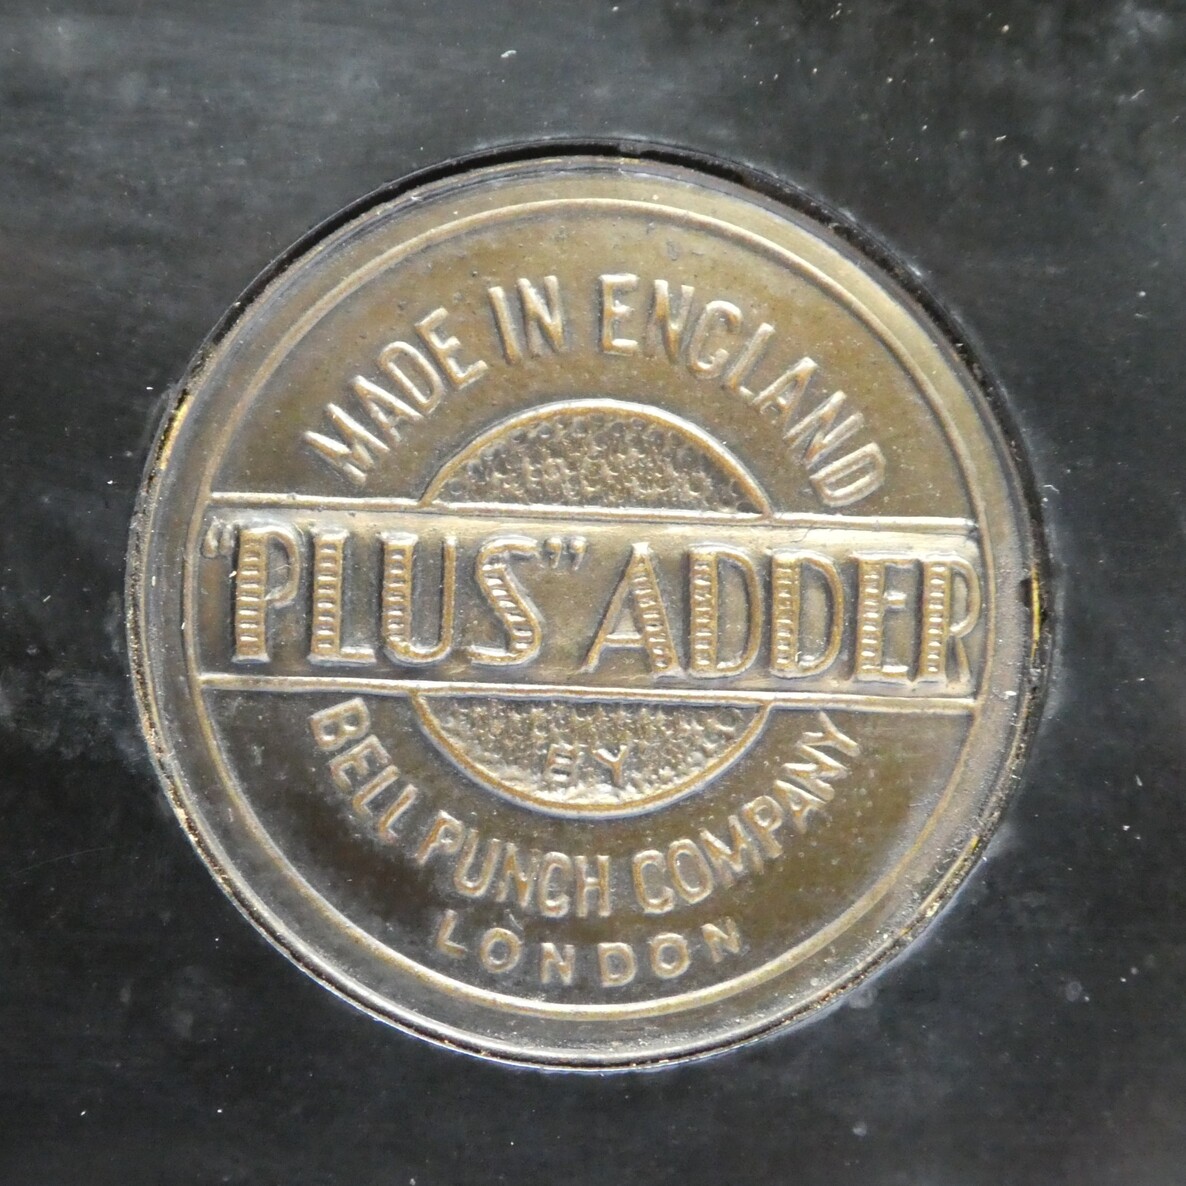 MADE IN ENGLAND
"PLUS" ADDER
BY
BELL PUNCH COMPANY
LONDON